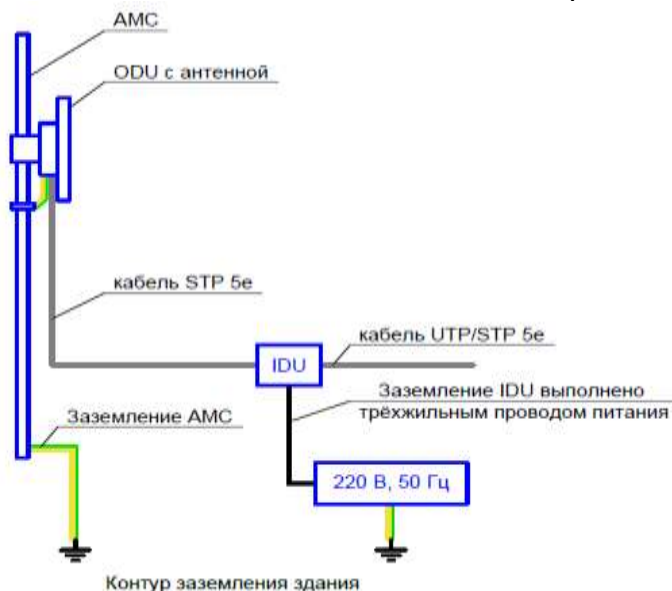 АМС
ODU с антенной
кабель STP 5e
кабель UTP/STP 5e
IDU
Заземление IDU выполнено
трёхжильным проводом питания
Заземление АМС
220 В, 50 Гц
Контур заземления здания